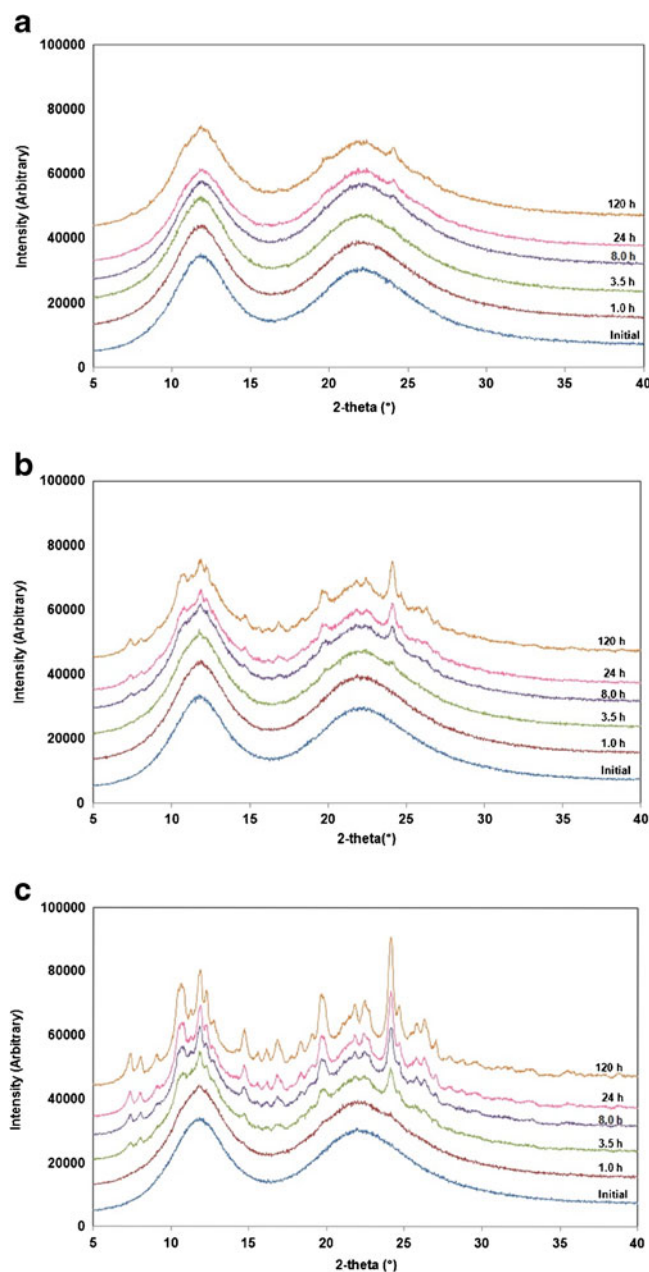 a
100000
80000
60000
40000
20000
0
Intensity (Arbitrary)
120 h
24 h
8.0 h
3.5 h
1.0 h
Initial
5 10 15 20 25 30 35 40
2-theta (°)
b
100000
80000
60000
40000
20000
0
Intensity (Arbitrary)
120 h
24 h
8.0 h
3.5 h
1.0 h
Initial
5 10 15 20 25 30 35 40
2-theta(°)
c
100000
80000
60000
40000
20000
0
Intensity (Arbitrary)
120 h
24 h
8.0 h
3.5 h
1.0 h
Initial
5 10 15 20 25 30 35 40
2-theta (°)